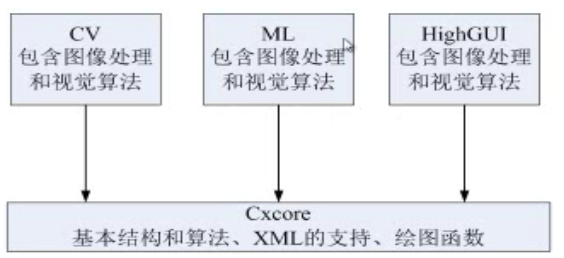 CV
包含图像处理
和视觉算法
ML
包含图像处理
和视觉算法
HighGUI
包含图像处理
和视觉算法
Cxcore
基本结构和算法、XML的支持、绘图函数